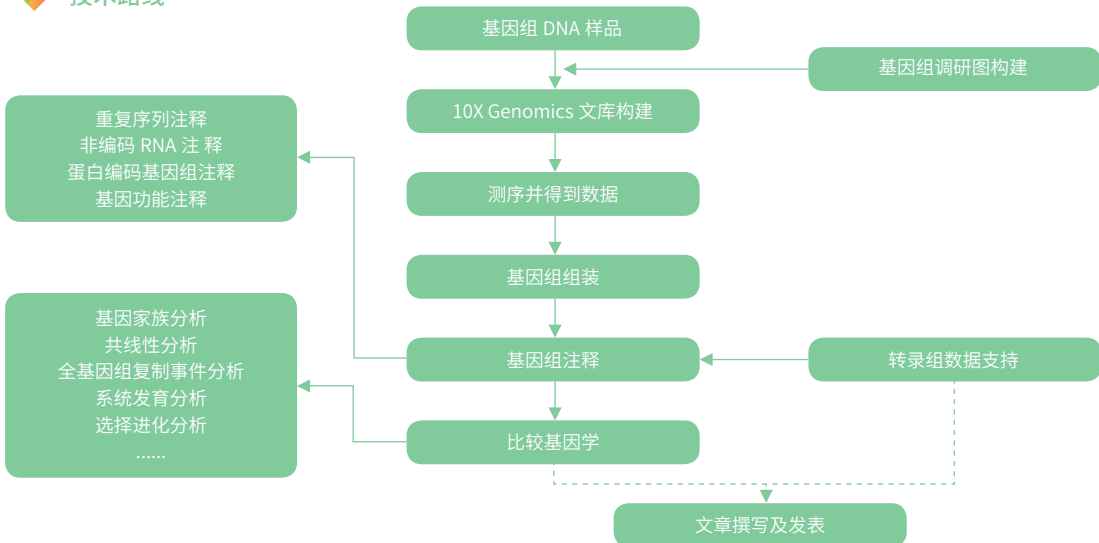 技术路线
基因组 DNA 样品
基因组调研图构建
10X Genomics 文库构建
重复序列注释
非编码 RNA 注 释
蛋白编码基因组注释
基因功能注释
测序并得到数据
基因组组装
基因家族分析
共线性分析
全基因组复制事件分析
系统发育分析
选择进化分析
......
基因组注释
转录组数据支持
比较基因学
文章撰写及发表